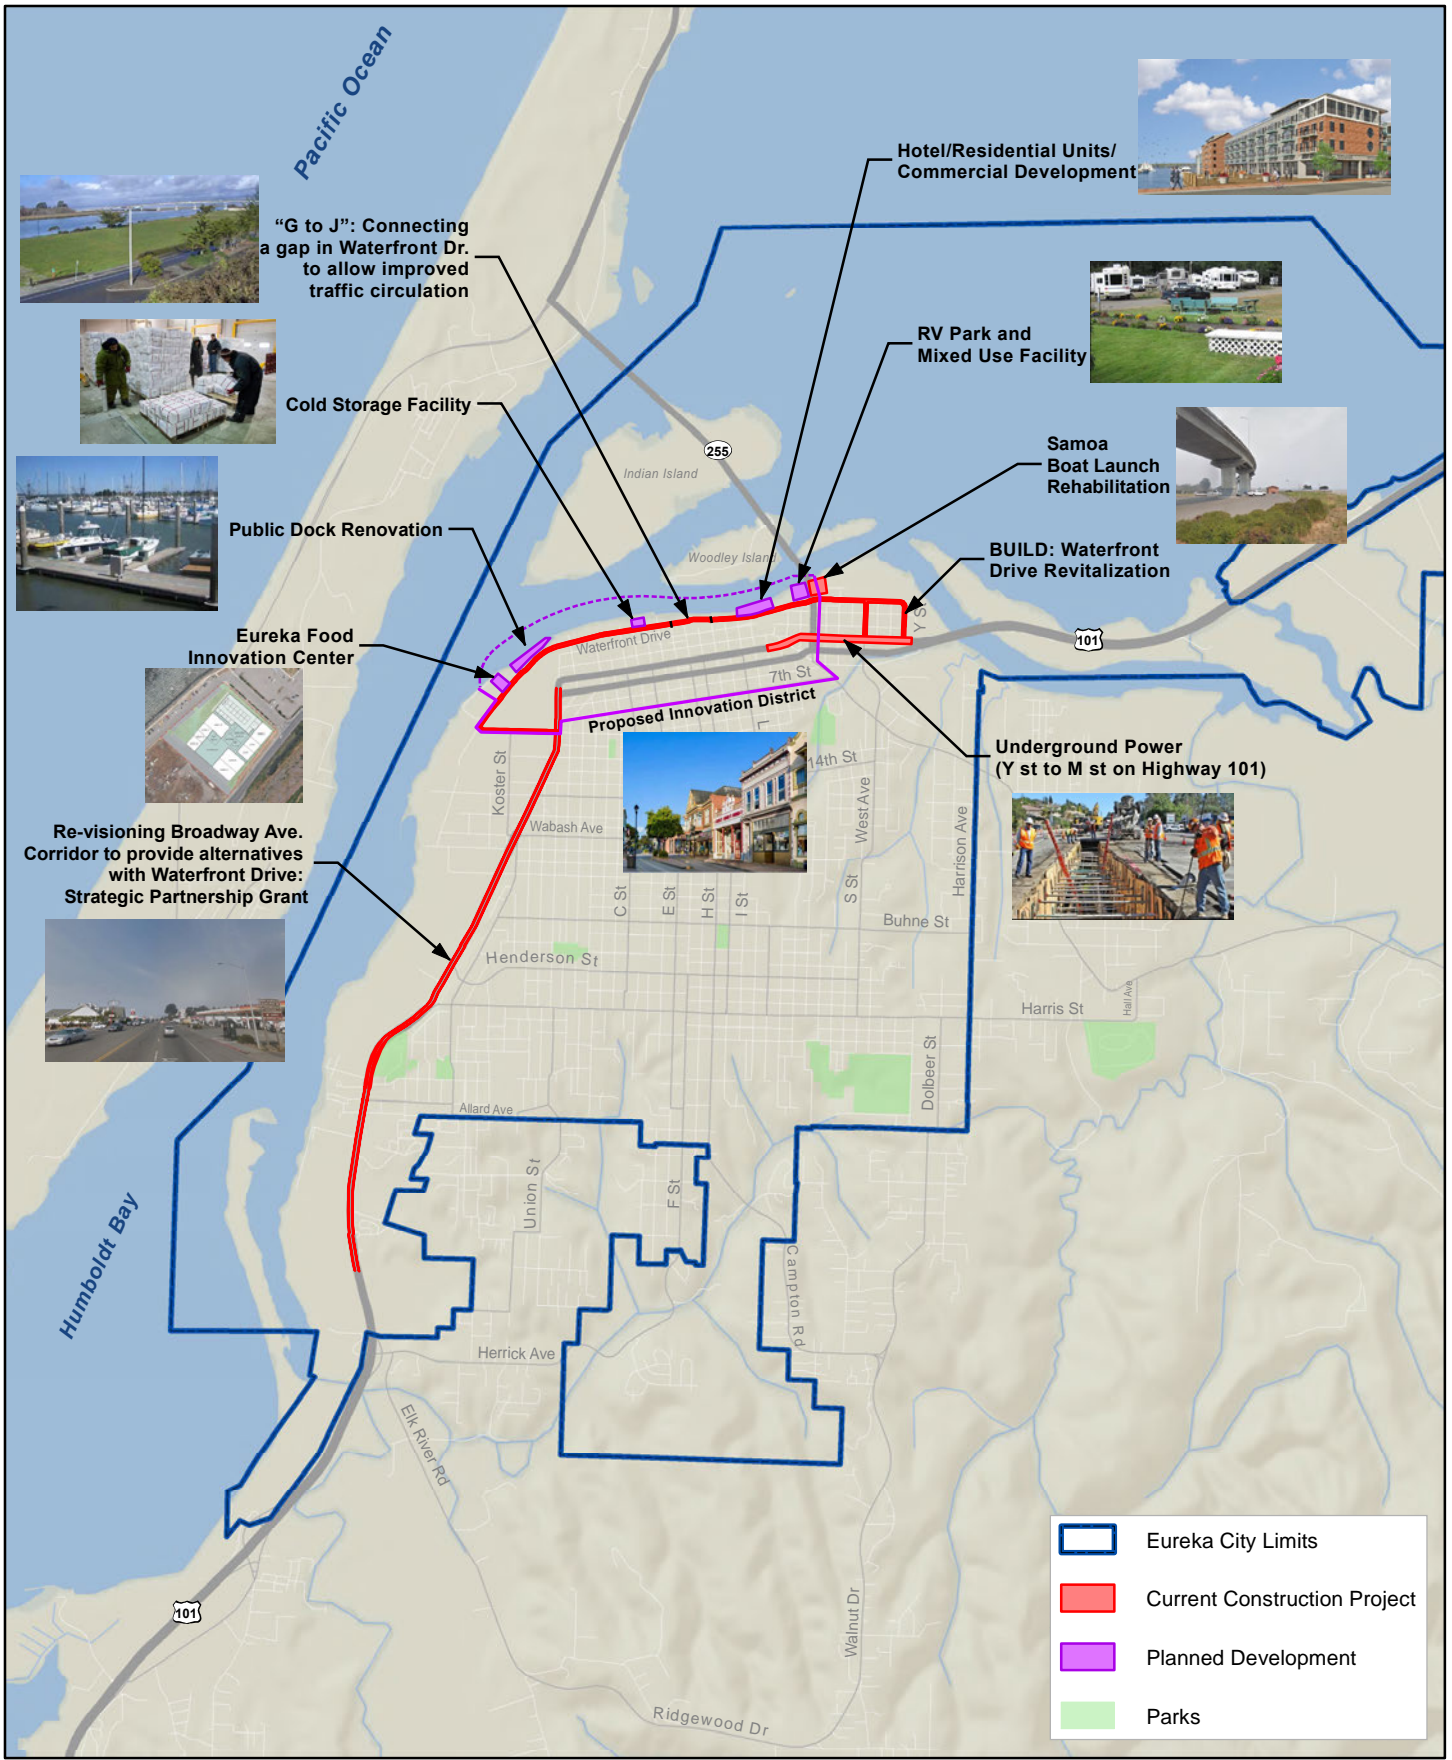 Pacific Ocean
Hotel/Residential Units/
Commercial Development
“G to J”: Connecting
a gap in Waterfront Dr.
to allow improved
traffic circulation
RV Park and
Mixed Use Facility
Cold Storage Facility
255
Indian Island
Samoa
Boat Launch
Rehabilitation
Public Dock Renovation
Woodley Island
BUILD: Waterfront
Drive Revitalization
Eureka Food
Innovation Center
Waterfront Drive
Y St
101
7th St
Proposed Innovation District
L
Underground Power
(Y st to M st on Highway 101)
14th St
Koster St
West Ave
Wabash Ave
Harrison Ave
Re-visioning Broadway Ave.
Corridor to provide alternatives
with Waterfront Drive:
Strategic Partnership Grant
C St
E St
H St
I St
S St
Buhne St
Henderson St
Harris St
Hall Ave
Dolbeer St
Allard Ave
Union St
F St
Humboldt Bay
Campton Rd
Herrick Ave
Elk River Rd
101
Walnut Dr
Ridgewood Dr
Eureka City Limits
Current Construction Project
Planned Development
Parks